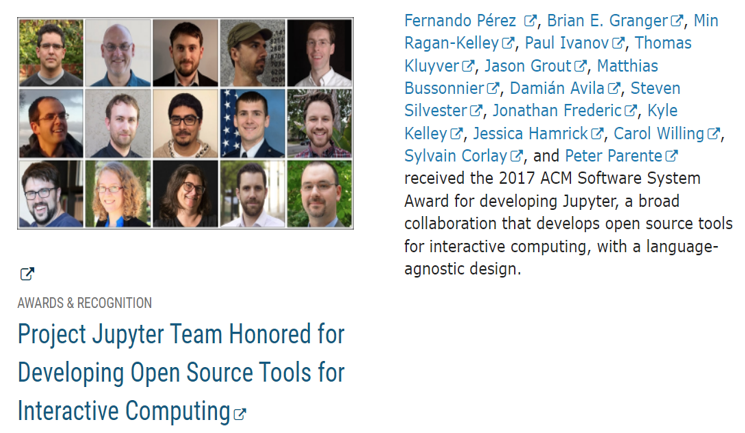 AWARDS & RECOGNITION
Project Jupyter Team Honored for
Developing Open Source Tools for
Interactive Computing
Fernando Pérez , Brian E. Granger, Min
Ragan-Kelley, Paul Ivanov, Thomas
Kluyver, Jason Grout, Matthias
Bussonnier, Damián Avila, Steven
Silvester, Jonathan Frederic, Kyle
Kelley, Jessica Hamrick, Carol Willing,
Sylvain Corlay, and Peter Parente
received the 2017 ACM Software System
Award for developing Jupyter, a broad
collaboration that develops open source tools
for interactive computing, with a language-
agnostic design.